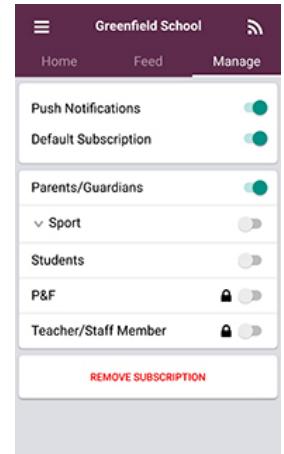 Greenfield School
Home Feed Manage
Push Notifications
Default Subscription
Parents/Guardians
Sport
Students
P&F
Teacher/Staff Member
REMOVE SUBSCRIPTION